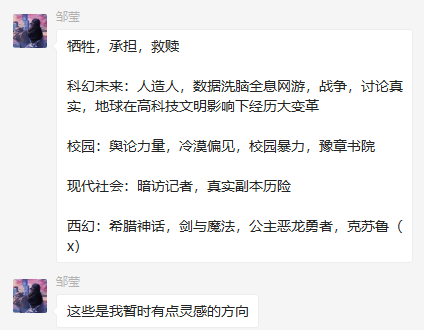 邹莹
牺牲，承担，救赎
科幻未来：人造人，数据洗脑全息网游，战争，讨论真
实，地球在高科技文明影响下经历大变革
校园：舆论力量，冷漠偏见，校园暴力，豫章书院
现代社会：暗访记者，真实副本历险
西幻：希腊神话，剑与魔法，公主恶龙勇者，克苏鲁（
x）
邹莹
这些是我暂时有点灵感的方向